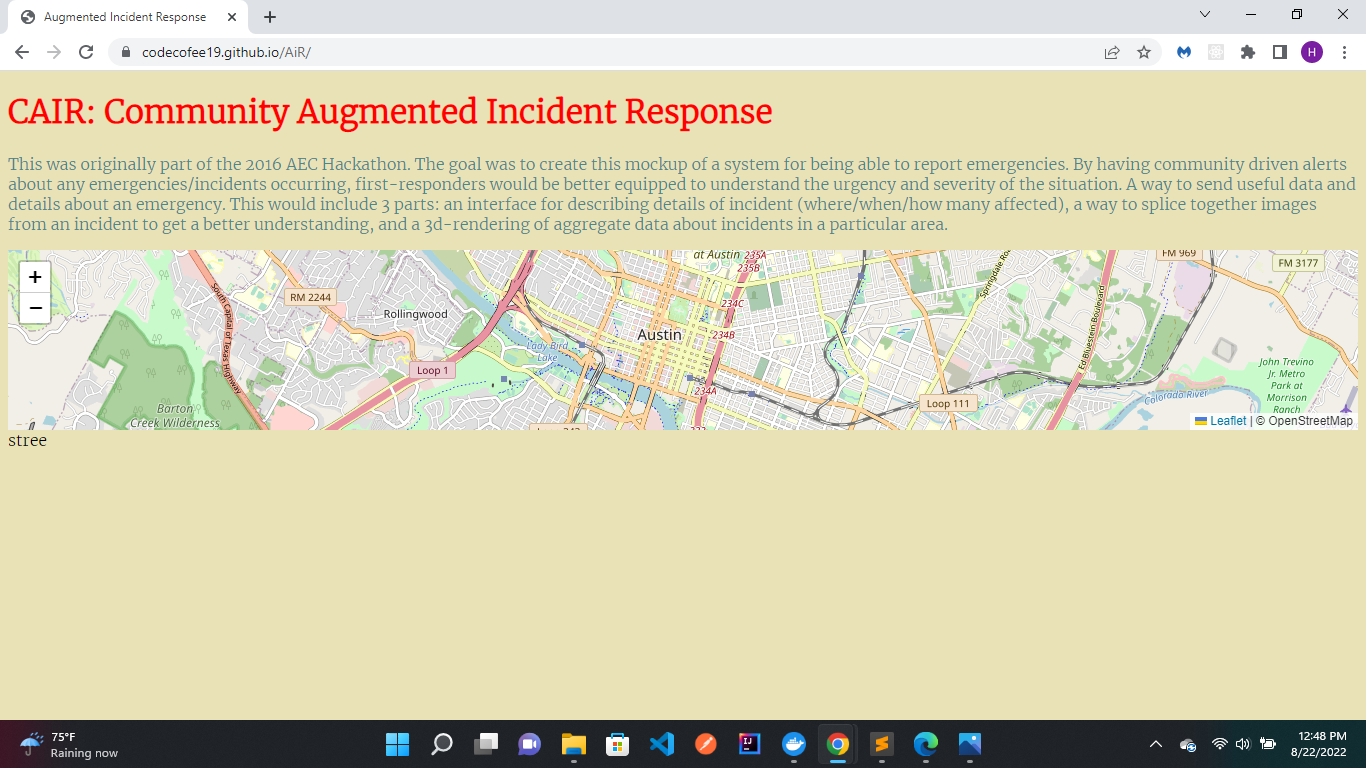 Augmented Incident Response
codecofee19.github.io/AiR/
H
CAIR: Community Augmented Incident Response
This was originally part of the 2016 AEC Hackathon. The goal was to create this mockup of a system for being able to report emergencies. By having community driven alerts
about any emergencies/incidents occurring, first-responders would be better equipped to understand the urgency and severity of the situation. A way to send useful data and
details about an emergency. This would include 3 parts: an interface for describing details of incident (where/when/how many affected), a way to splice together images
from an incident to get a better understanding, and a 3d-rendering of aggregate data about incidents in a particular area.
+
−
at Austin
235A
235B
FM 969
FM 3177
RM 2244
South Capital of Texas Highway
Rollingwood
234C
Springdale Road
Ed Bluestein Boulevard
Austin
234B
Lady Bird
Lake
Loop 1
234A
Loop 111
Colorado River
John Trevino
Jr. Metro
Park at
Morrison
Ranch
Barton
Creek Wilderness
Leaflet | © OpenStreetMap
stree
75°F
Raining now
IJ
12:48 PM
8/22/2022